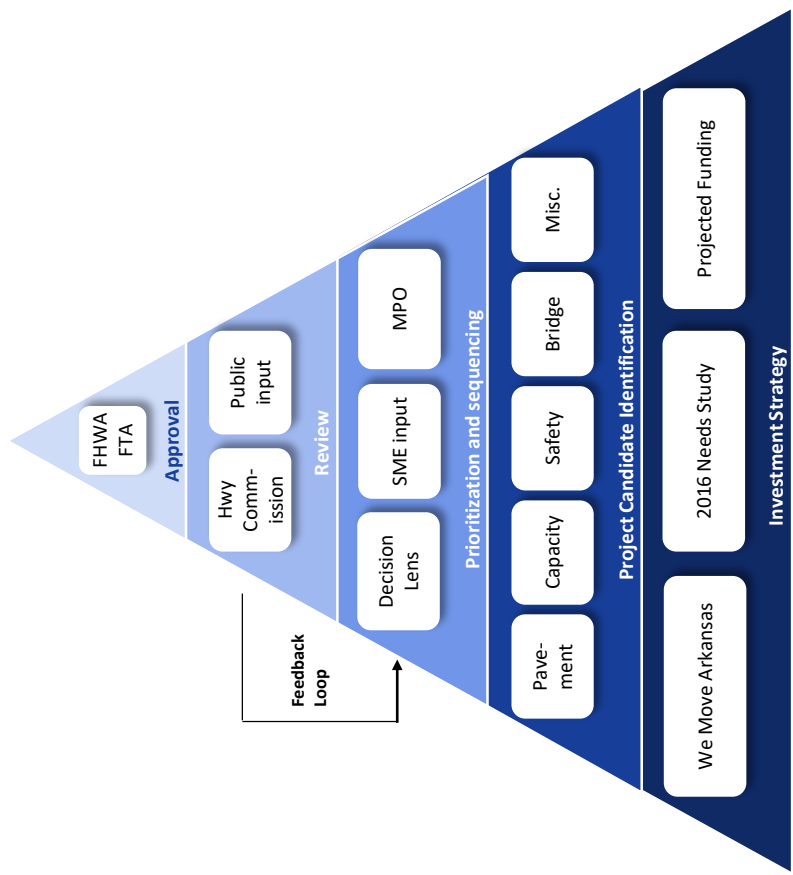 FHWA
FTA
Approval
Hwy
Comm-
ission
Public
input
Review
Feedback
Loop
Decision
Lens
SME input
MPO
Prioritization and sequencing
Pave-
ment
Capacity
Safety
Bridge
Misc.
Project Candidate Identification
We Move Arkansas
2016 Needs Study
Projected Funding
Investment Strategy